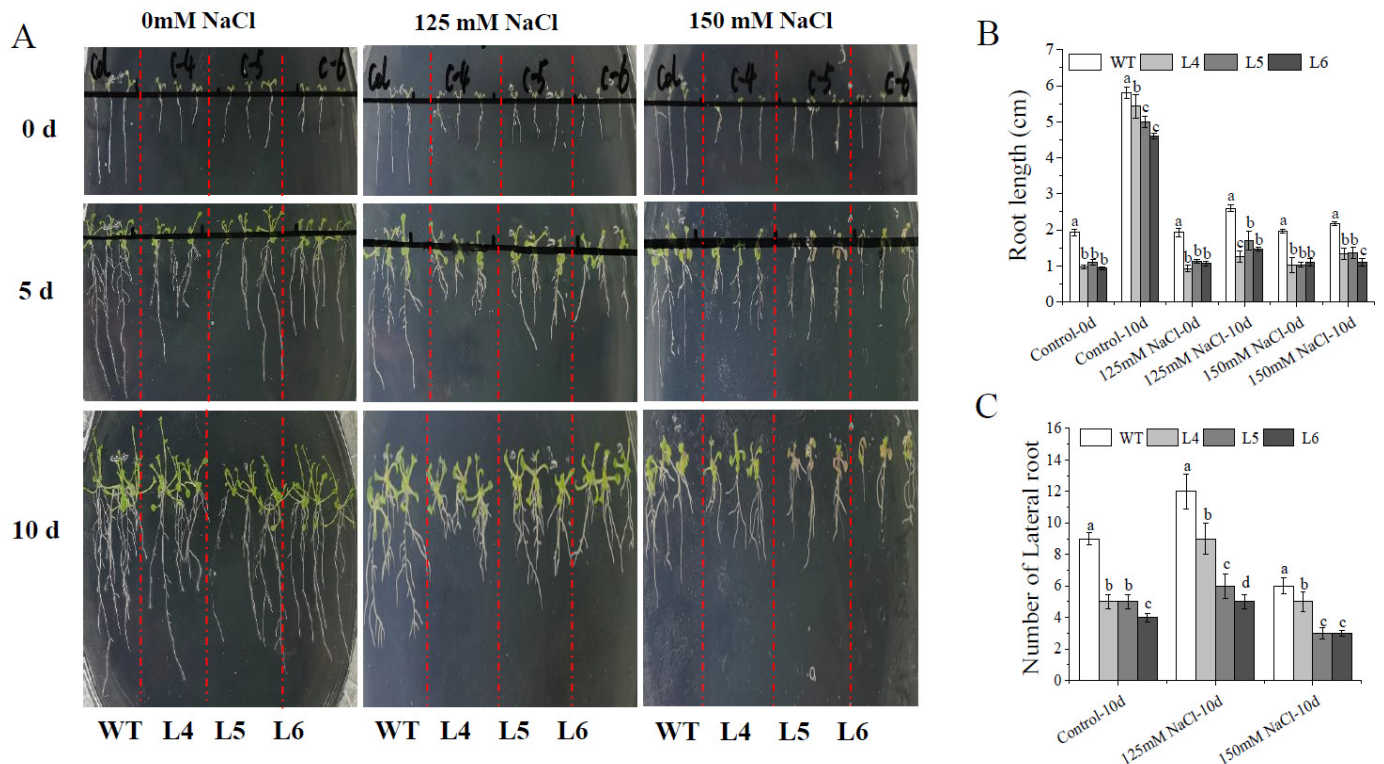 A
0mM NaCl
125 mM NaCl
150 mM NaCl
0 d
Col
C-4
C-5
C-6
Col
C-4
C-5
C-6
Col
C-4
C-5
C-6
5 d
10 d
WT L4 L5 L6
WT L4 L5 L6
WT L4 L5 L6
B
Root length (cm)
7
6
5
4
3
2
1
0
WT L4 L5 L6
a b b b
a b c c
a b b b
a c b b
a b b b
a b b c
Control-0d
Control-10d
125mM NaCl-0d
125mM NaCl-10d
150mM NaCl-0d
150mM NaCl-10d
C
Number of Lateral root
16
14
12
10
8
6
4
2
0
WT L4 L5 L6
a b b c
a b c d
a b c c
Control-10d
125mM NaCl-10d
150mM NaCl-10d